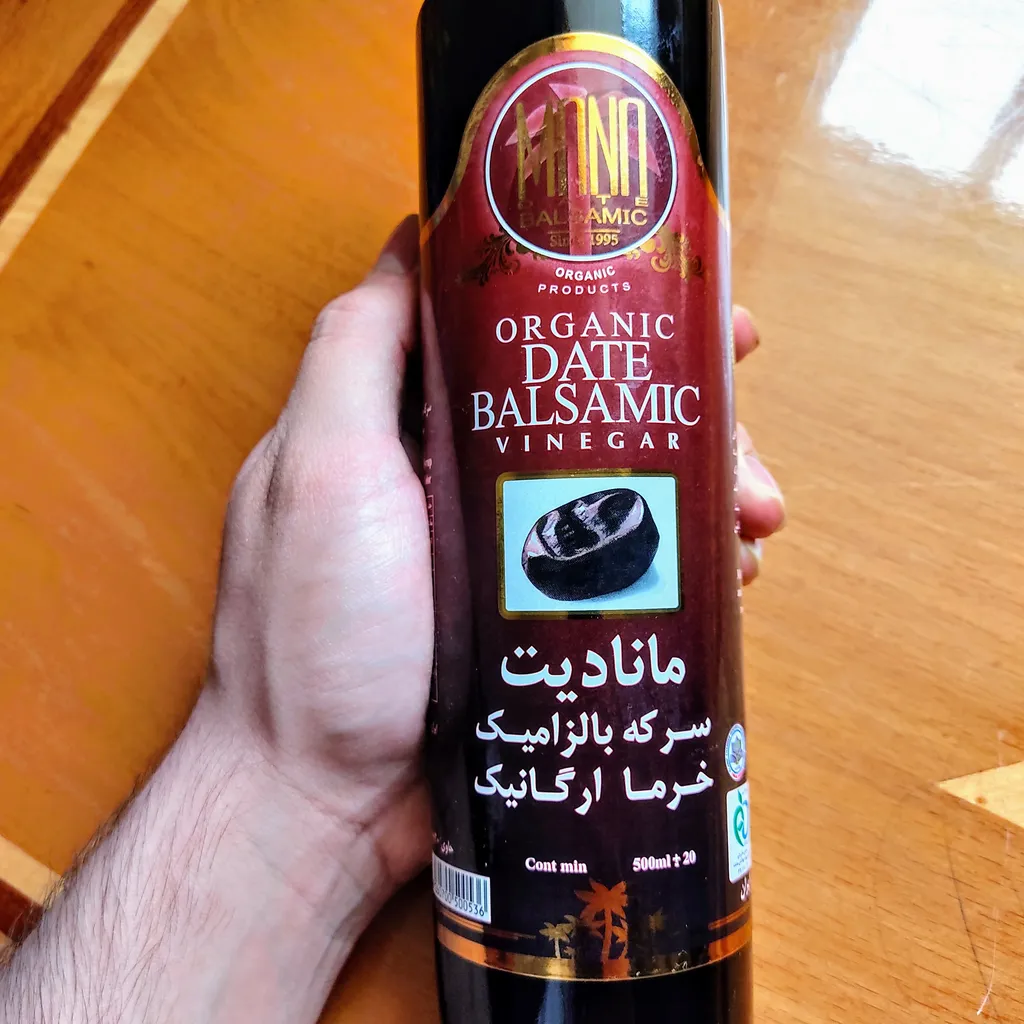 MANA
DATE
BALSAMIC
Since 1995
ORGANIC
PRODUCTS
ORGANIC
DATE
BALSAMIC
VINEGAR
مانادیت
سرکه بالزامیک
خرما ارگانیک
Cont min 500ml ± 20
500536